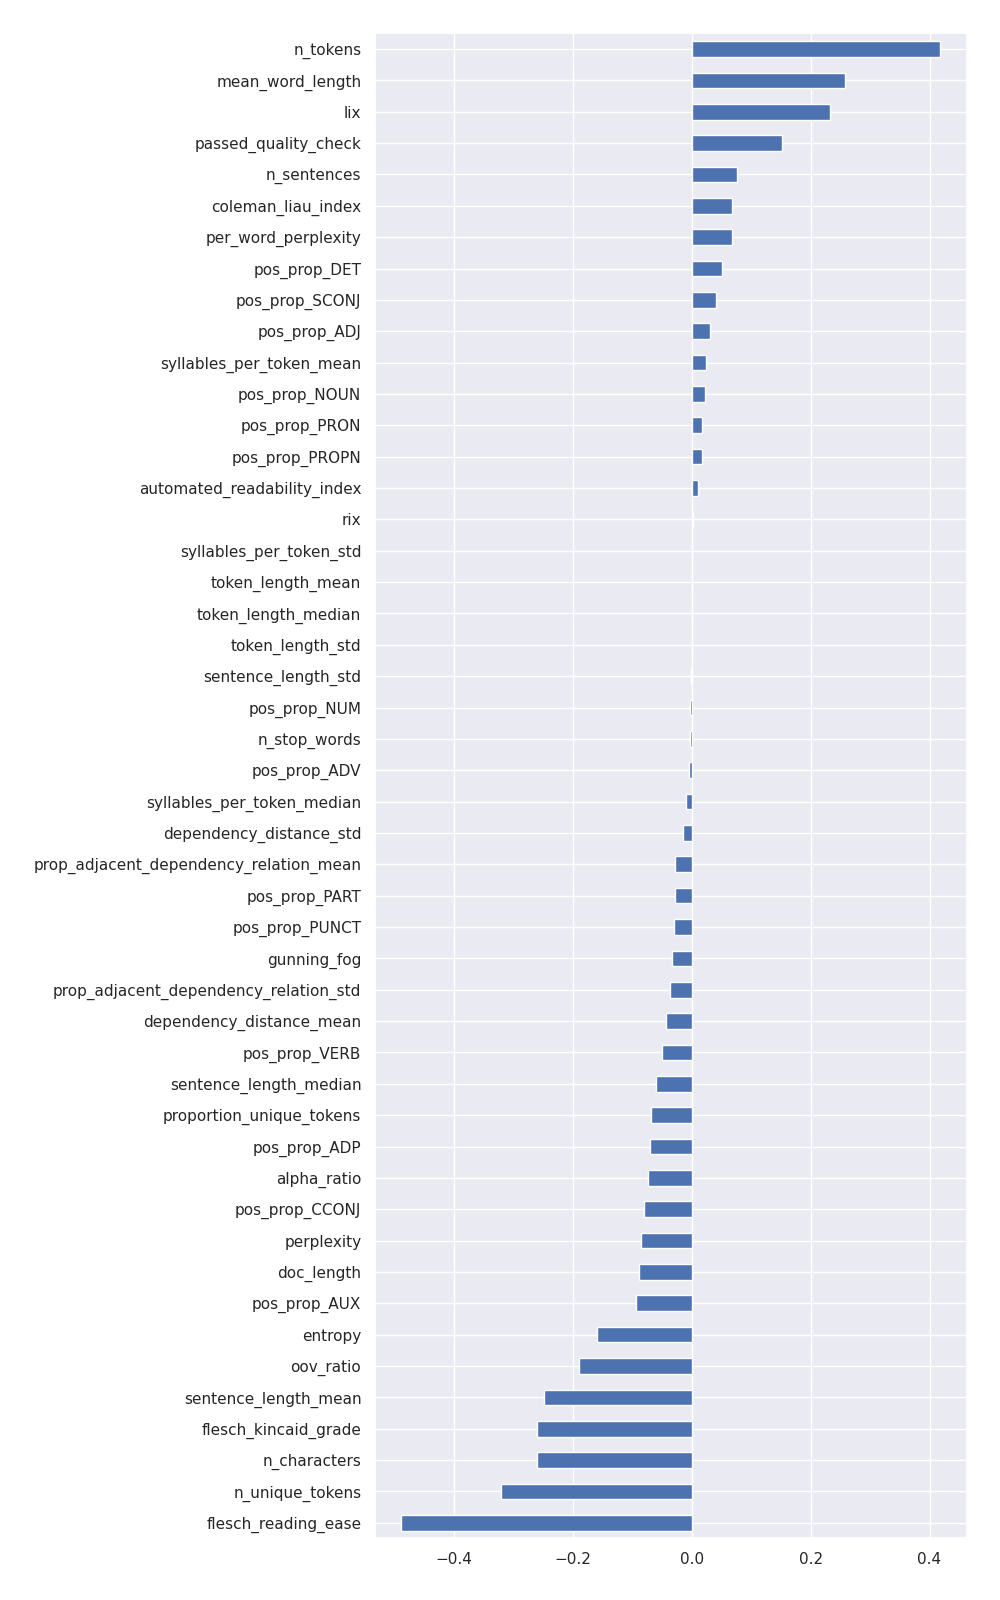 n_tokens
mean_word_length
lix
passed_quality_check
n_sentences
coleman_liau_index
per_word_perplexity
pos_prop_DET
pos_prop_SCONJ
pos_prop_ADJ
syllables_per_token_mean
pos_prop_NOUN
pos_prop_PRON
pos_prop_PROPN
automated_readability_index
rix
syllables_per_token_std
token_length_mean
token_length_median
token_length_std
sentence_length_std
pos_prop_NUM
n_stop_words
pos_prop_ADV
syllables_per_token_median
dependency_distance_std
prop_adjacent_dependency_relation_mean
pos_prop_PART
pos_prop_PUNCT
gunning_fog
prop_adjacent_dependency_relation_std
dependency_distance_mean
pos_prop_VERB
sentence_length_median
proportion_unique_tokens
pos_prop_ADP
alpha_ratio
pos_prop_CCONJ
perplexity
doc_length
pos_prop_AUX
entropy
oov_ratio
sentence_length_mean
flesch_kincaid_grade
n_characters
n_unique_tokens
flesch_reading_ease
−0.4 −0.2 0.0 0.2 0.4